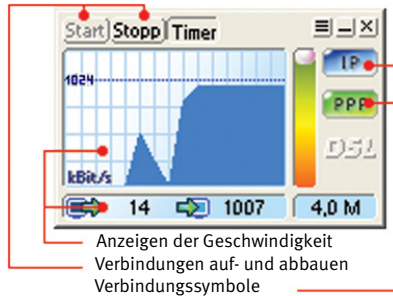 Start Stopp Timer
IP
1024
PPP
DSL
kBit/s
14 1007 4,0 M
Anzeigen der Geschwindigkeit
Verbindungen auf- und abbauen
Verbindungssymbole